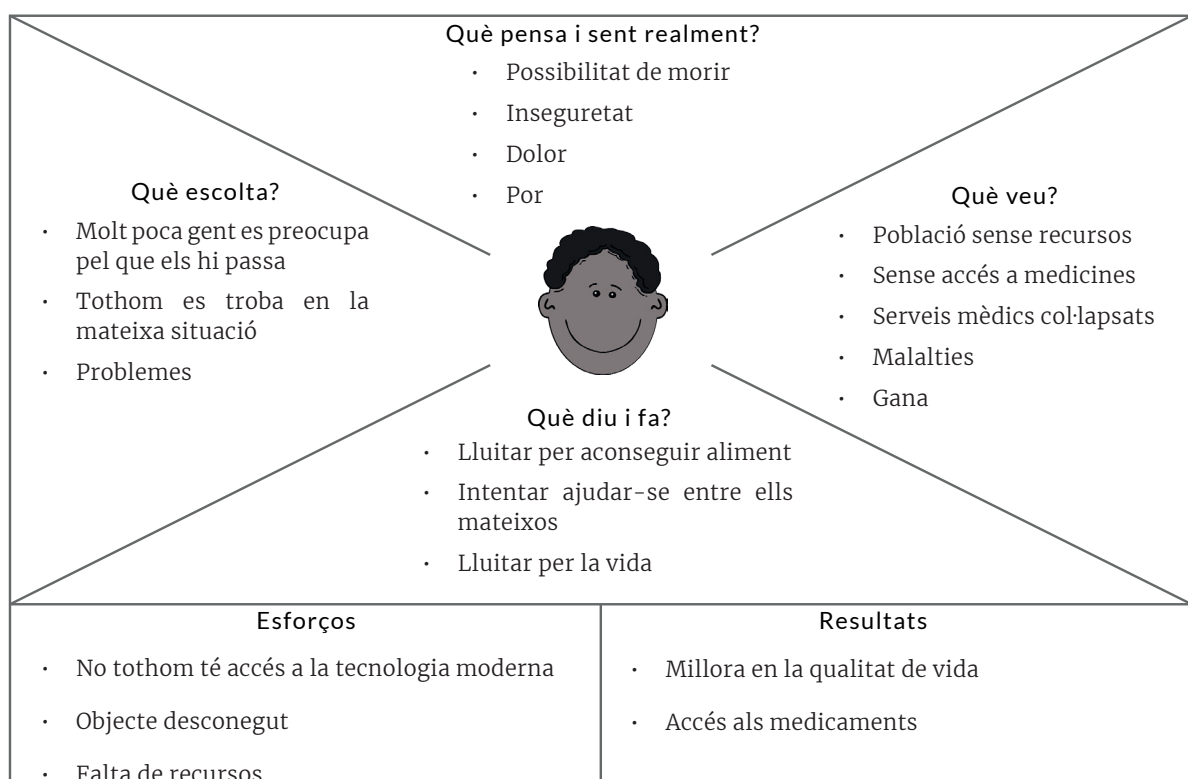 Què pensa i sent realment?
· Possibilitat de morir
· Inseguretat
· Dolor
· Por
Què escolta?
· Molt poca gent es preocupa
pel que els hi passa
· Tothom es troba en la
mateixa situació
· Problemes
Què veu?
· Població sense recursos
· Sense accés a medicines
· Serveis mèdics col·lapsats
· Malalties
· Gana
Què diu i fa?
· Lluitar per aconseguir aliment
· Intentar ajudar-se entre ells
mateixos
· Lluitar per la vida
Esforços
· No tothom té accés a la tecnologia moderna
· Objecte desconegut
· Falta de recursos
Resultats
· Millora en la qualitat de vida
· Accés als medicaments